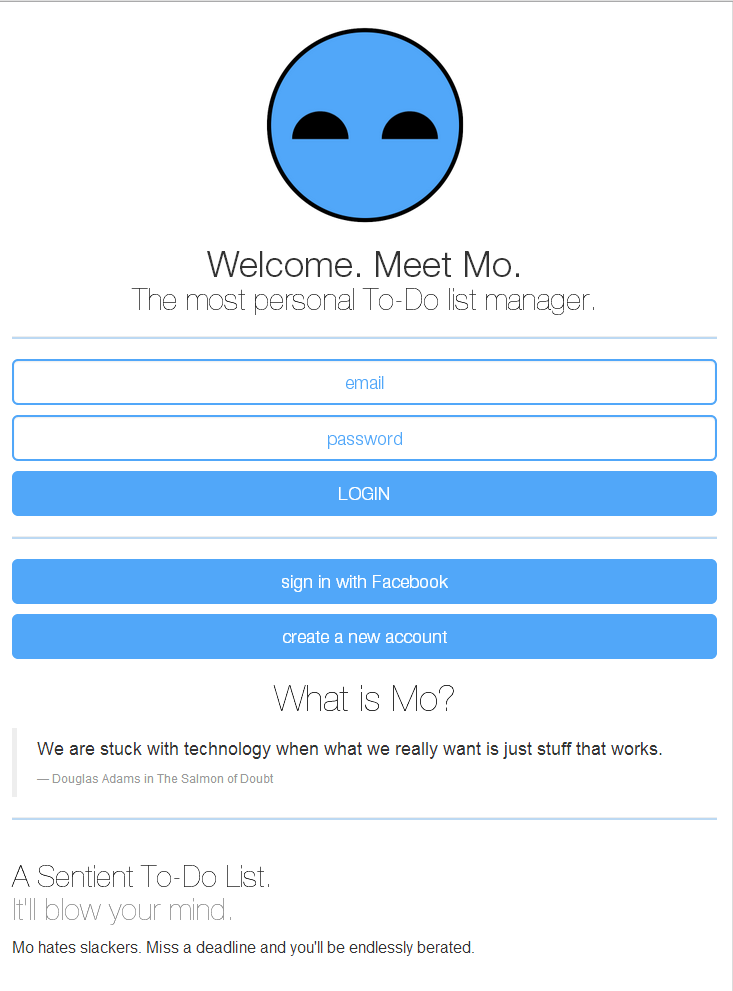 Welcome. Meet Mo.
The most personal To-Do list manager.
email
password
LOGIN
sign in with Facebook
create a new account
What is Mo?
We are stuck with technology when what we really want is just stuff that works.
— Douglas Adams in The Salmon of Doubt
A Sentient To-Do List.
It'll blow your mind.
Mo hates slackers. Miss a deadline and you'll be endlessly berated.